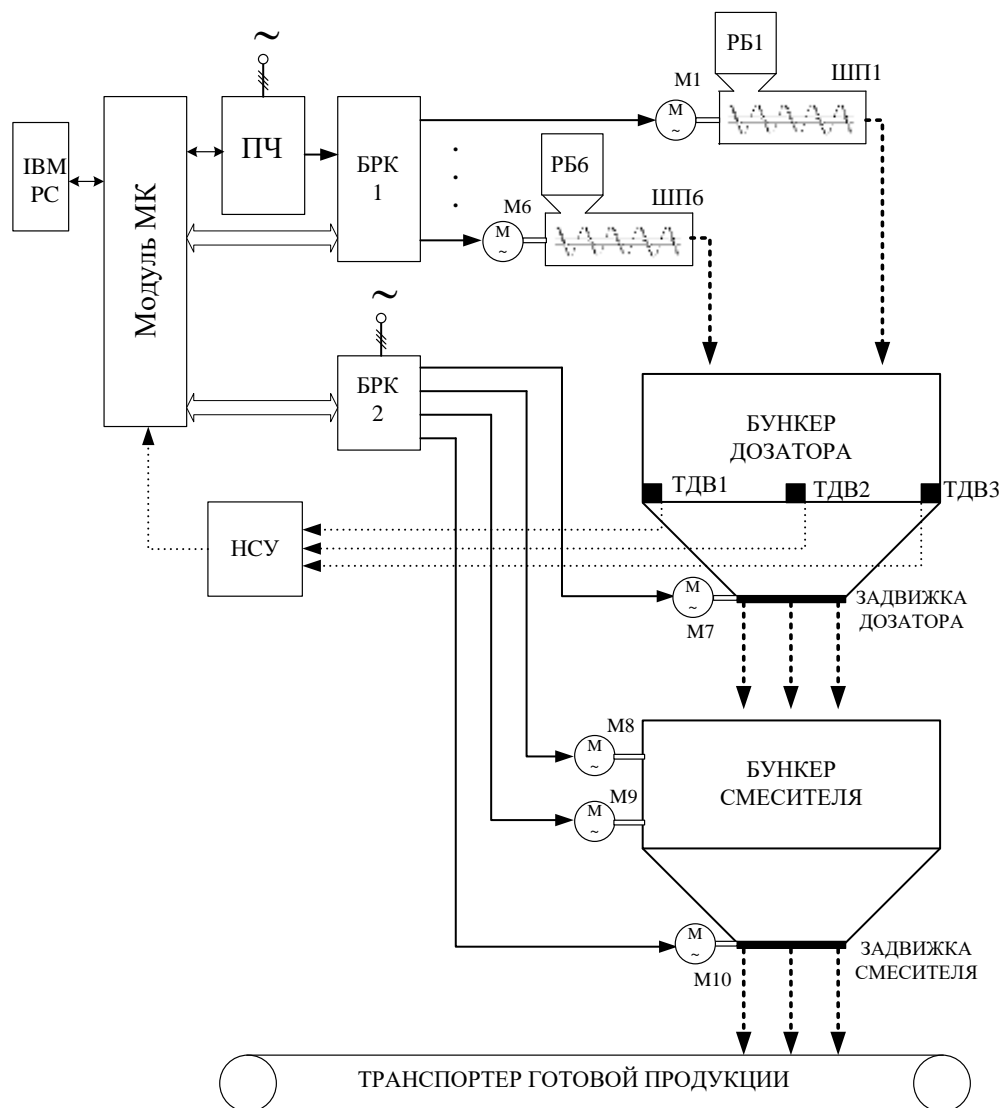 РБ1
ШП1
М1
М
~
~
IBM
PC
Модуль МК
ПЧ
БРК
1
РБ6
ШП6
М6
М
~
~
БРК
2
БУНКЕР
ДОЗАТОРА
ТДВ1
ТДВ2
ТДВ3
НСУ
М
~
М7
ЗАДВИЖКА
ДОЗАТОРА
М8
М
~
М9
М
~
БУНКЕР
СМЕСИТЕЛЯ
М
~
М10
ЗАДВИЖКА
СМЕСИТЕЛЯ
ТРАНСПОРТЕР ГОТОВОЙ ПРОДУКЦИИ